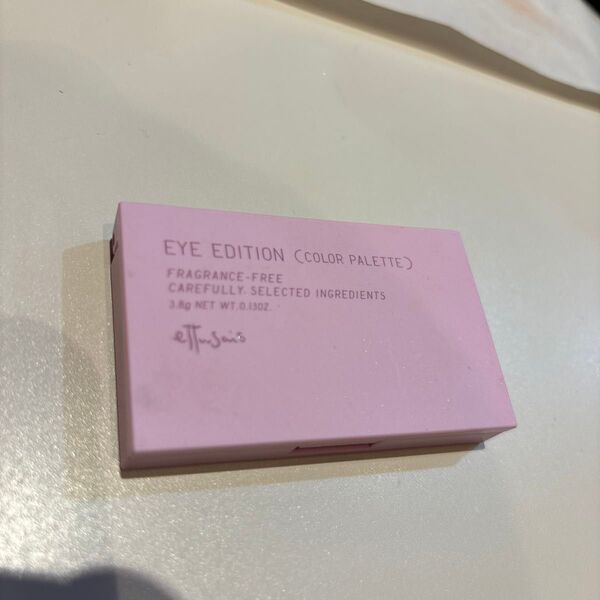 EYE EDITION (COLOR PALETTE)
FRAGRANCE-FREE
CAREFULLY SELECTED INGREDIENTS
3.8g NET WT.0.13OZ.
ettusais